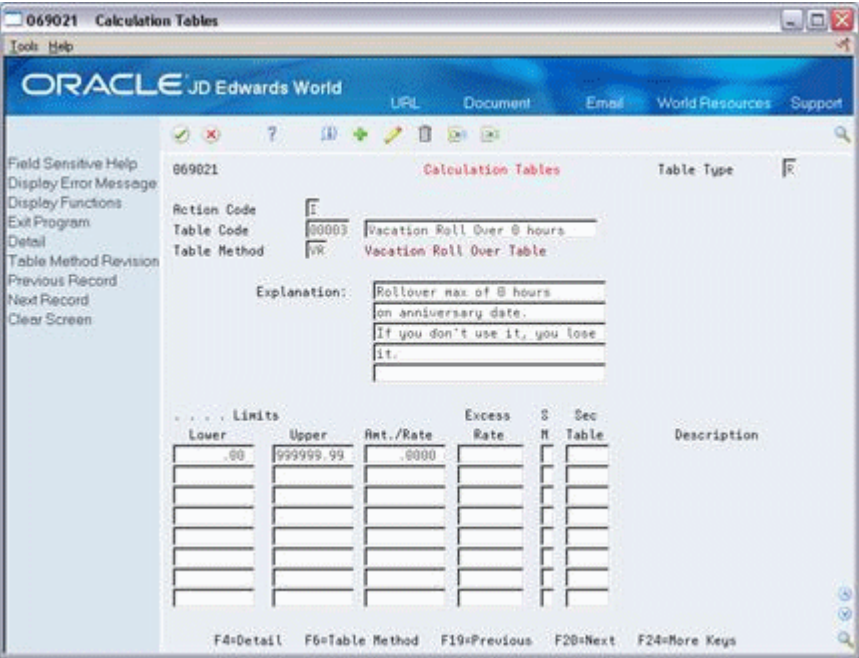 069021 Calculation Tables
Tools Help
ORACLE JD Edwards World
URL Document Email World Resources Support
Field Sensitive Help
Display Error Message
Display Functions
Exit Program
Detail
Table Method Revision
Previous Record
Next Record
Clear Screen
069021 Calculation Tables Table Type R
Action Code I
Table Code 00003 Vacation Roll Over 0 hours
Table Method VR Vacation Roll Over Table
Explanation: Rollover max of 0 hours
on anniversary date.
If you don't use it, you lose
it.
. . . . Limits Excess S Sec
Lower Upper Amt./Rate Rate M Table Description
.00 999999.99 .0000
F4=Detail F6=Table Method F19=Previous F20=Next F24=More Keys